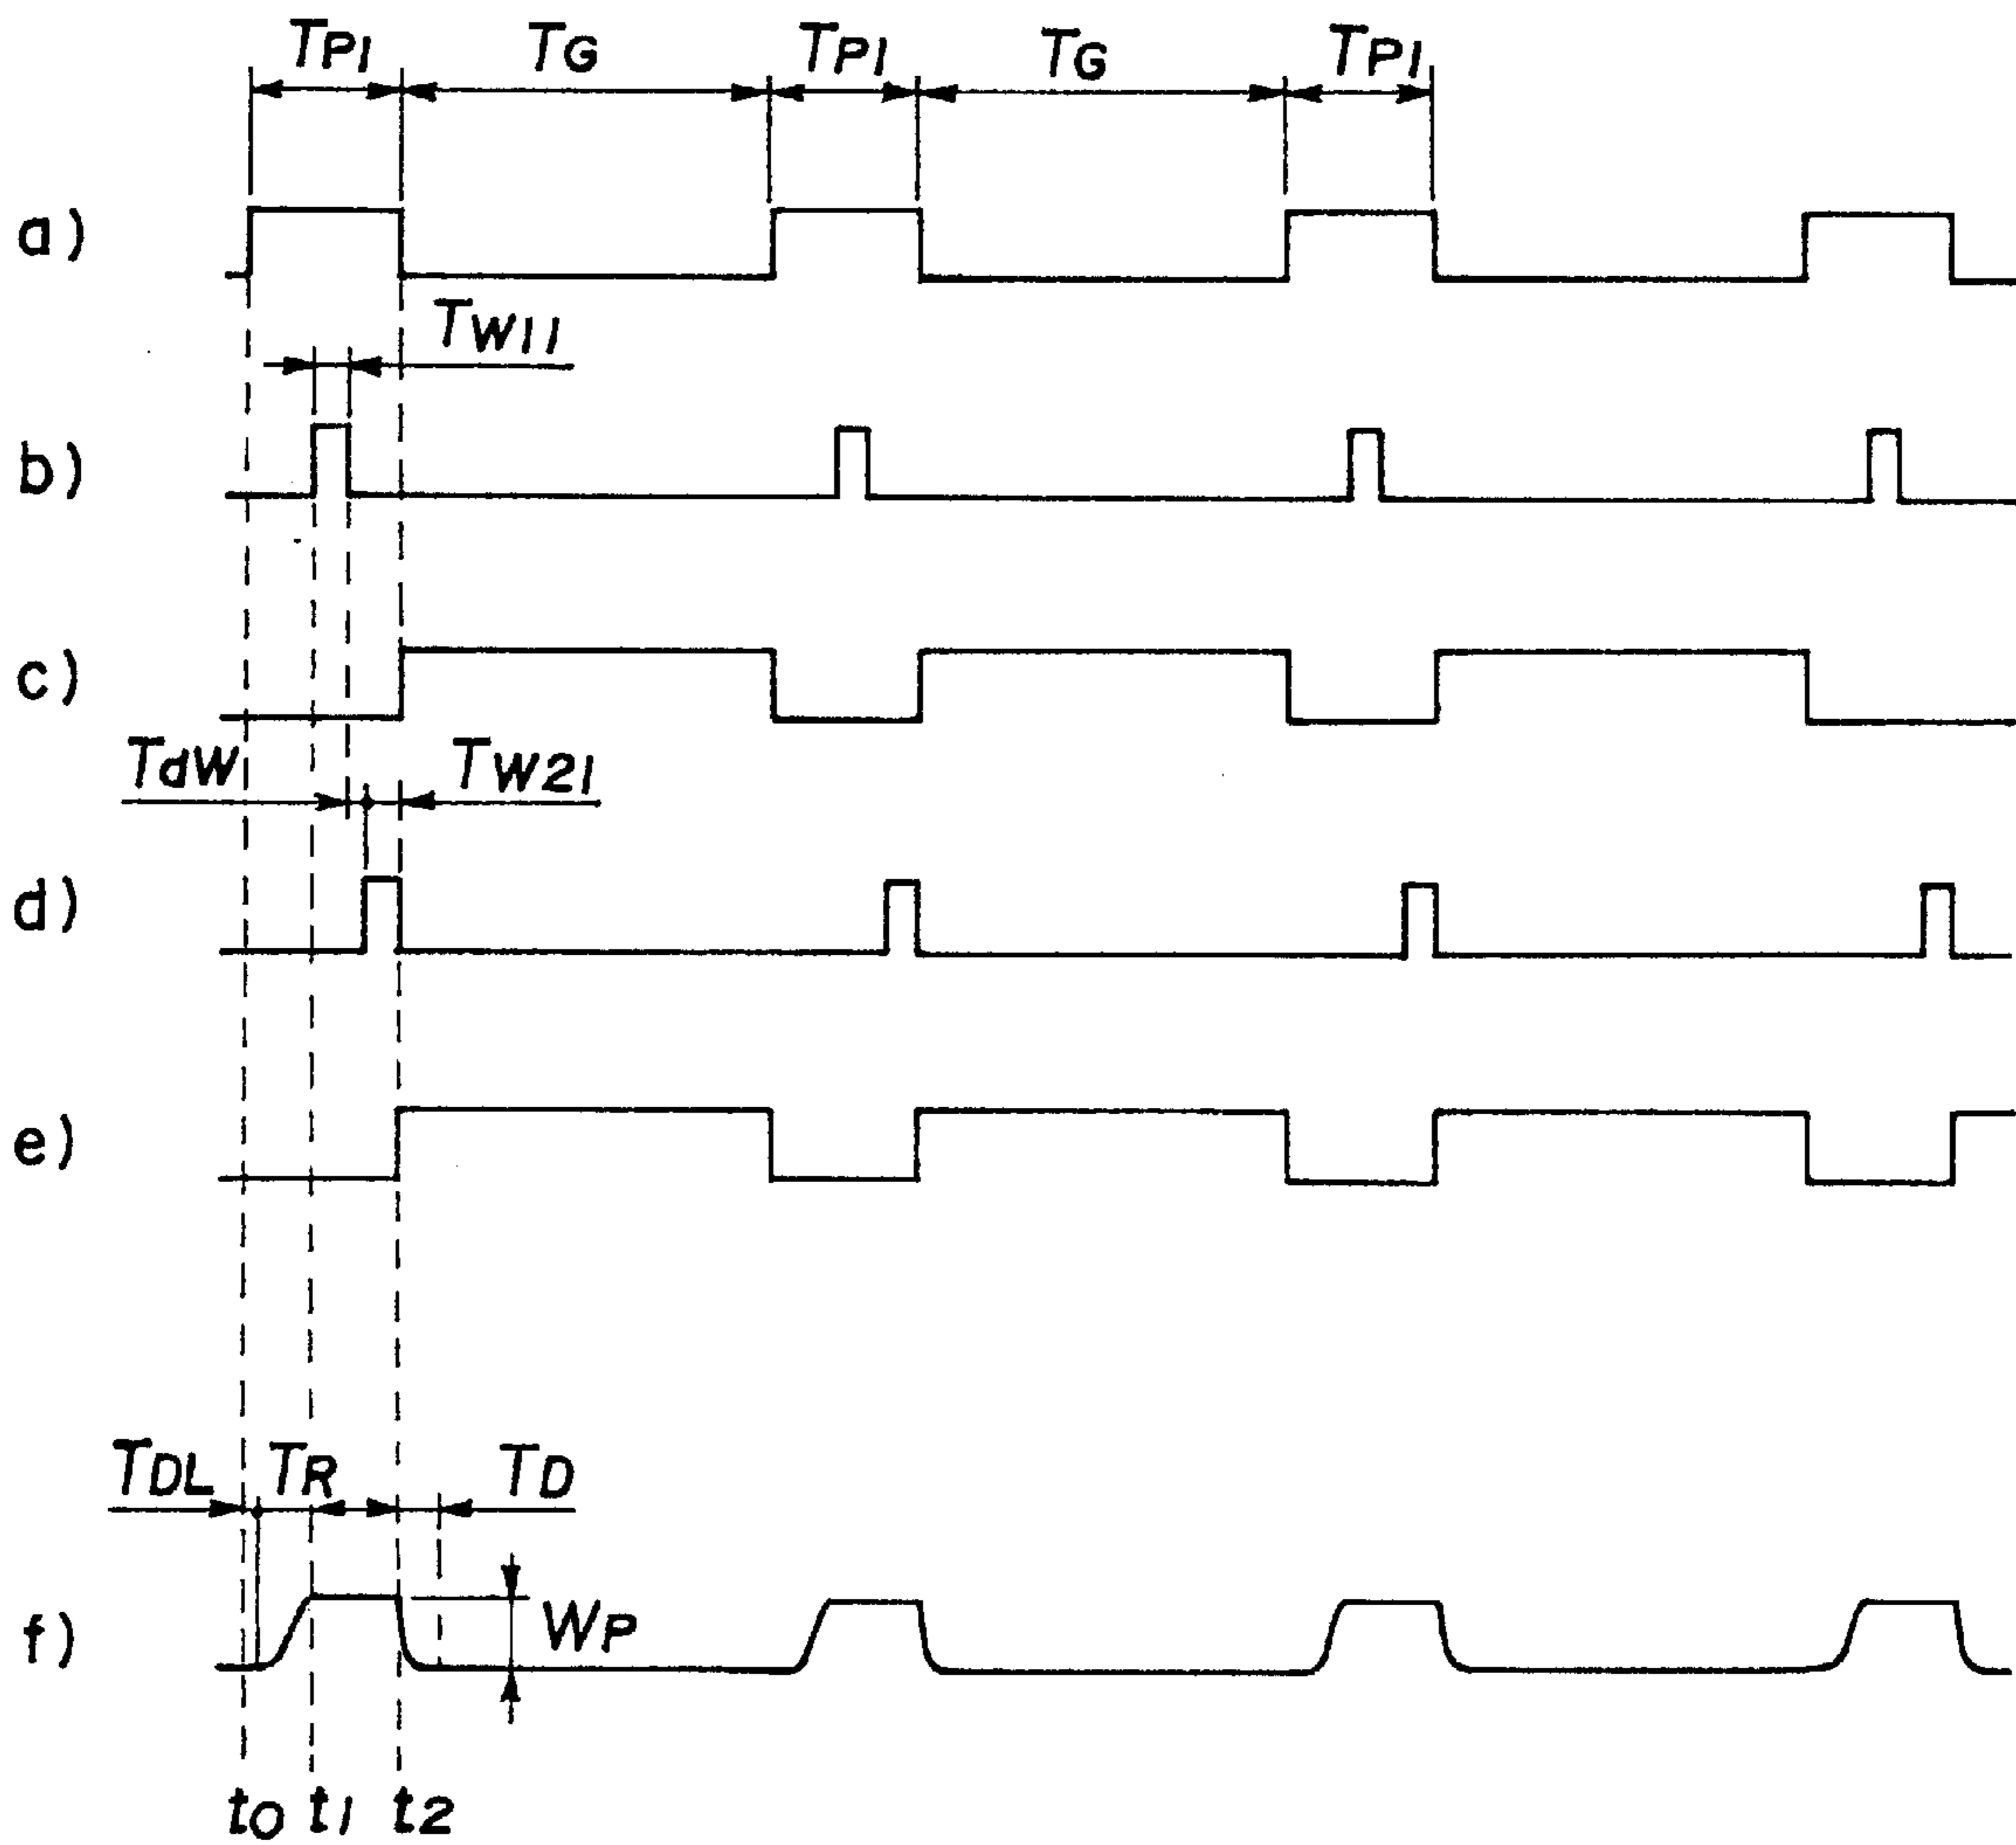 TP1 TG TP1 TG TP1
a)
TW11
b)
c)
TdW TW21
d)
e)
TDL TR TD
f) WP
t0 t1 t2